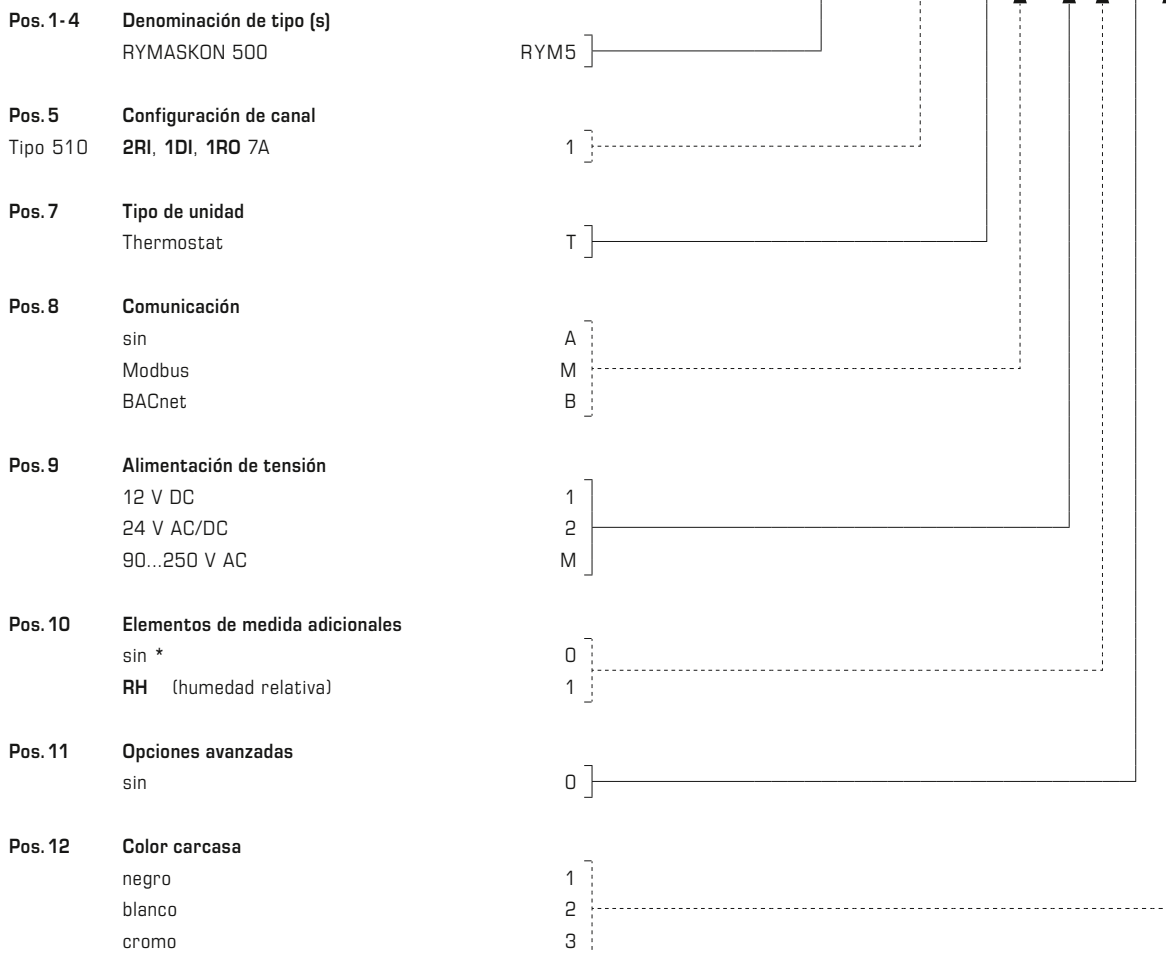 Pos. 1-4 Denominación de tipo (s)
RYMASKON 500 RYM5
Pos. 5 Configuración de canal
Tipo 510 2RI, 1DI, 1RO 7A 1
Pos. 7 Tipo de unidad
Thermostat T
Pos. 8 Comunicación
sin A
Modbus M
BACnet B
Pos. 9 Alimentación de tensión
12 V DC 1
24 V AC/DC 2
90...250 V AC M
Pos. 10 Elementos de medida adicionales
sin * 0
RH (humedad relativa) 1
Pos. 11 Opciones avanzadas
sin 0
Pos. 12 Color carcasa
negro 1
blanco 2
cromo 3